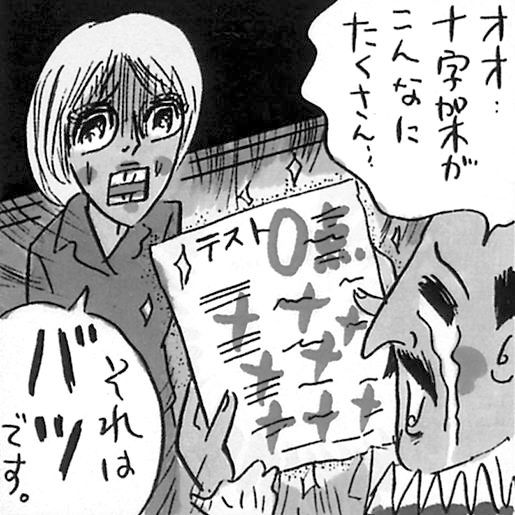 オオ…
十字架が
こんなに
たくさん…
テスト 0点.
それは
バツ
です。